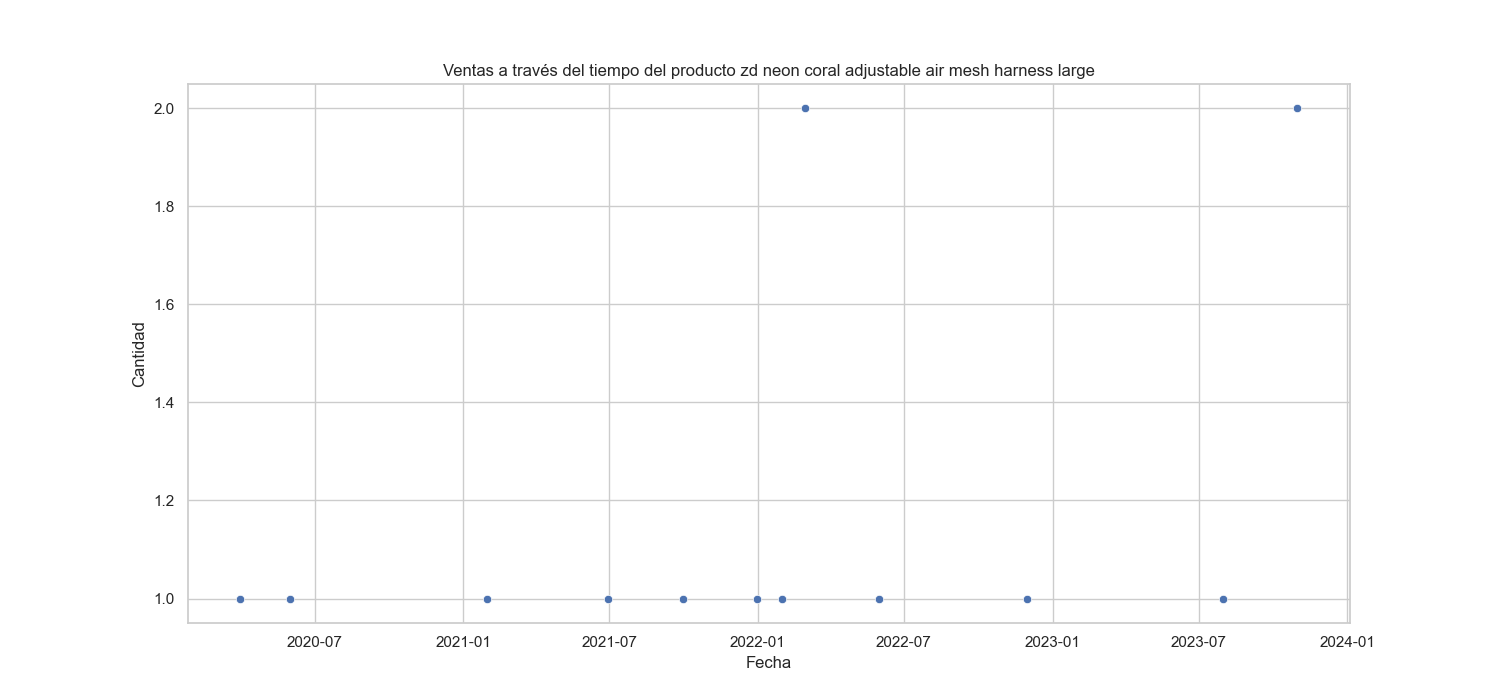 Ventas a través del tiempo del producto zd neon coral adjustable air mesh harness large
2.0
1.8
1.6
1.4
1.2
1.0
Cantidad
2020-07 2021-01 2021-07 2022-01 2022-07 2023-01 2023-07 2024-01
Fecha